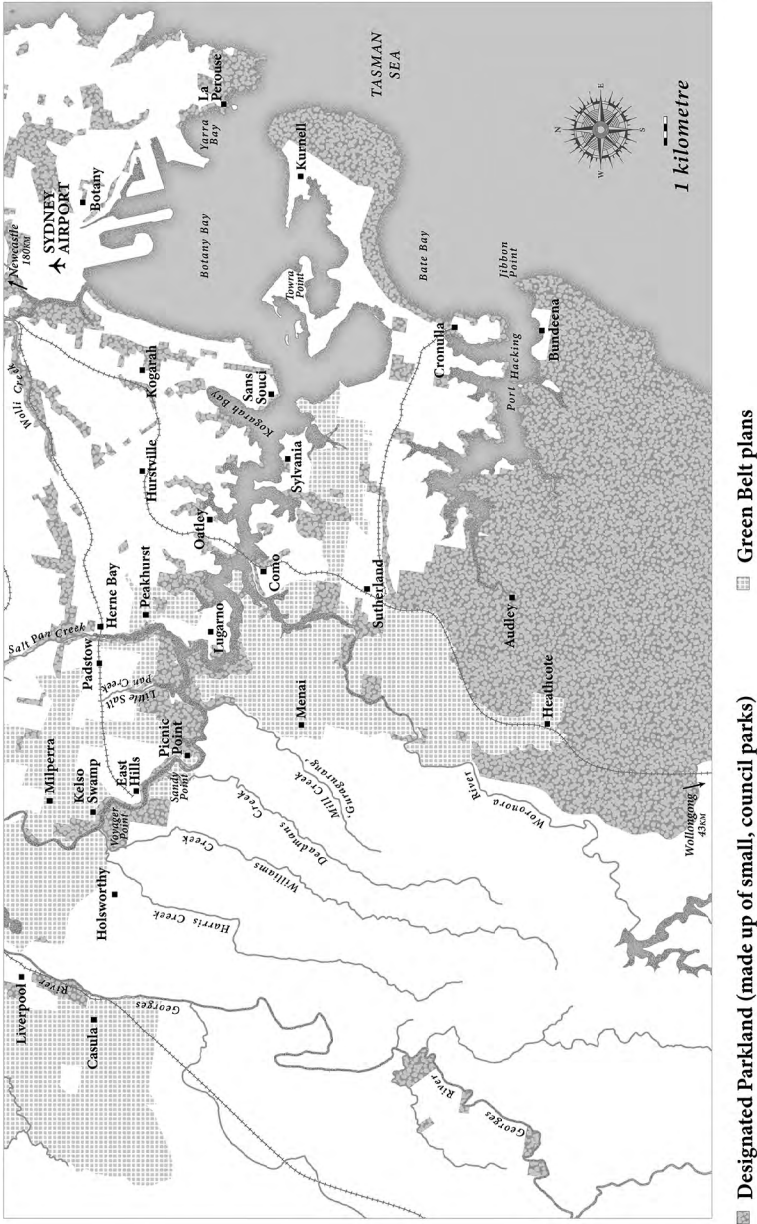 Newcastle
180KM
SYDNEY
AIRPORT
Botany
La
Perouse
Yarra
Bay
TASMAN
SEA
N
E
S
W
1 kilometre
Kurnell
Botany Bay
Towra
Point
Bate Bay
Jibbon
Point
Wolli Creek
Kogarah
Sans
Souci
Kogarah Bay
Cronulla
Port Hacking
Bundeena
Hurstville
Sylvania
Oatley
Como
Sutherland
Salt Pan Creek
Herne Bay
Peakhurst
Lugarno
Padstow
Little Salt
Pan Creek
Picnic
Point
Sandy
Point
Menai
Audley
Heathcote
Milperra
Kelso
Swamp
East
Hills
Voyager
Point
Mill Creek
Deadmans
Creek
Williams
Creek
Harris Creek
Woronora
River
Wollongong
43KM
Holsworthy
Liverpool
River
Georges
Casula
Georges
River
Designated Parkland (made up of small, council parks)
Green Belt plans